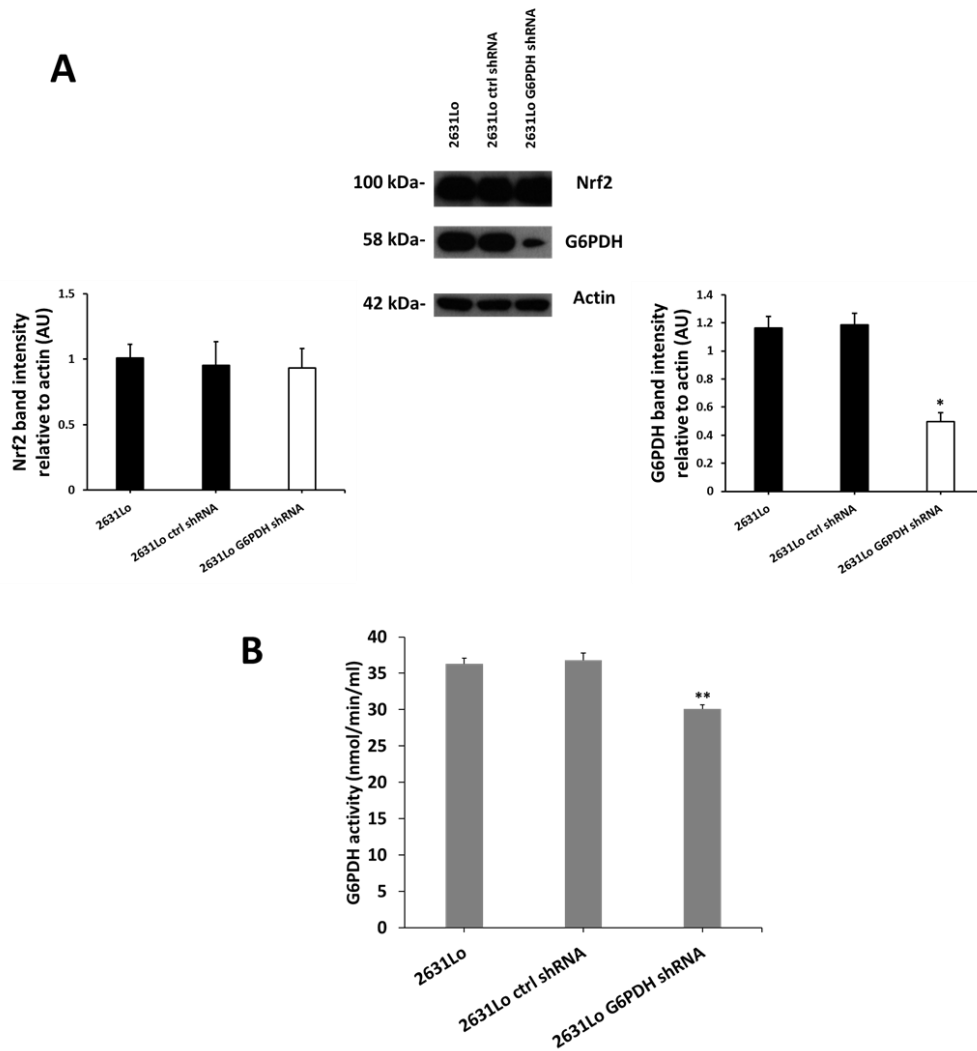 A
2631Lo
2631Lo ctrl shRNA
2631Lo G6PDH shRNA
100 kDa-
Nrf2
58 kDa-
G6PDH
42 kDa-
Actin
Nrf2 band intensity
relative to actin (AU)
1.5
1
0.5
0
2631Lo
2631Lo ctrl shRNA
2631Lo G6PDH shRNA
G6PDH band intensity
relative to actin (AU)
1.4
1.2
1
0.8
0.6
0.4
0.2
0
*
2631Lo
2631Lo ctrl shRNA
2631Lo G6PDH shRNA
B
G6PDH activity (nmol/min/ml)
40
35
30
25
20
15
10
5
0
**
2631Lo
2631Lo ctrl shRNA
2631Lo G6PDH shRNA